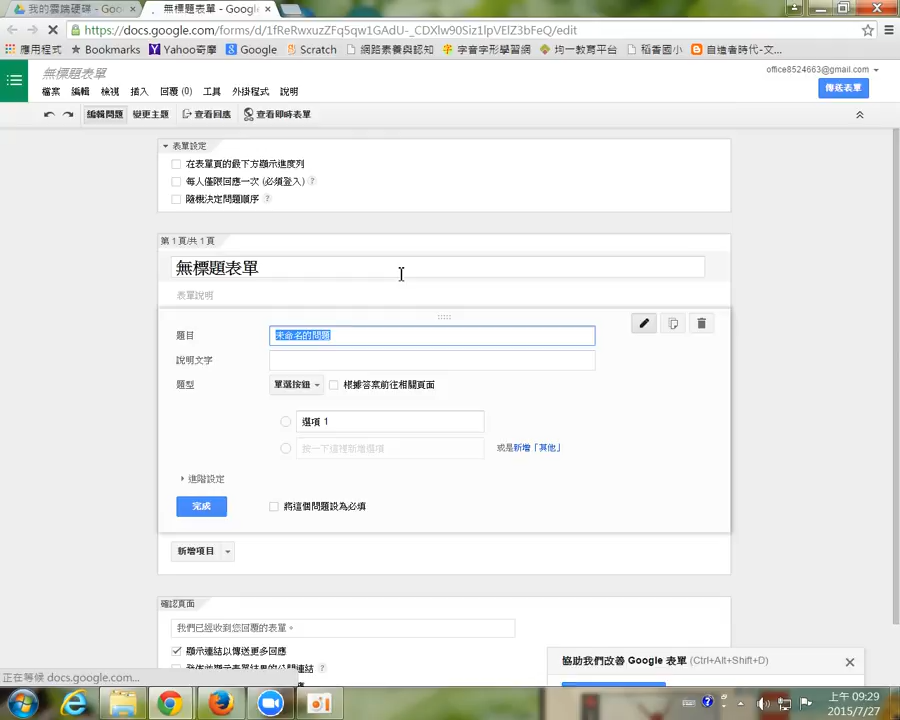 我的雲端硬碟 - Goo
無標題表單 - Google
https://docs.google.com/forms/d/1fReRwxuzZFq5qw1GAdU-_CDXlw90Siz1lpVElZ3bFeQ/edit
應用程式 Bookmarks Yahoo奇摩 Google Scratch 網路素養與認知 字音字形學習網 均一教育平台 稻香國小 自造者時代-文...
無標題表單
office8524663@gmail.com
檔案 編輯 檢視 插入 回覆 (0) 工具 外掛程式 說明
傳送表單
編輯問題 變更主題 查看回應 查看即時表單
表單設定
在表單頁的最下方顯示進度列
每人僅限回應一次 (必須登入) ?
隨機決定問題順序 ?
第 1 頁/共 1 頁
無標題表單
表單說明
題目 未命名的問題
說明文字
題型 單選按鈕 根據答案前往相關頁面
選項 1
按一下這裡新增選項 或是新增「其他」
進階設定
完成 將這個問題設為必填
新增項目
確認頁面
我們已經收到您回覆的表單。
顯示連結以傳送更多回應
協助我們改善 Google 表單 (Ctrl+Alt+Shift+D)
正在等候 docs.google.com...
上午 09:29
2015/7/27